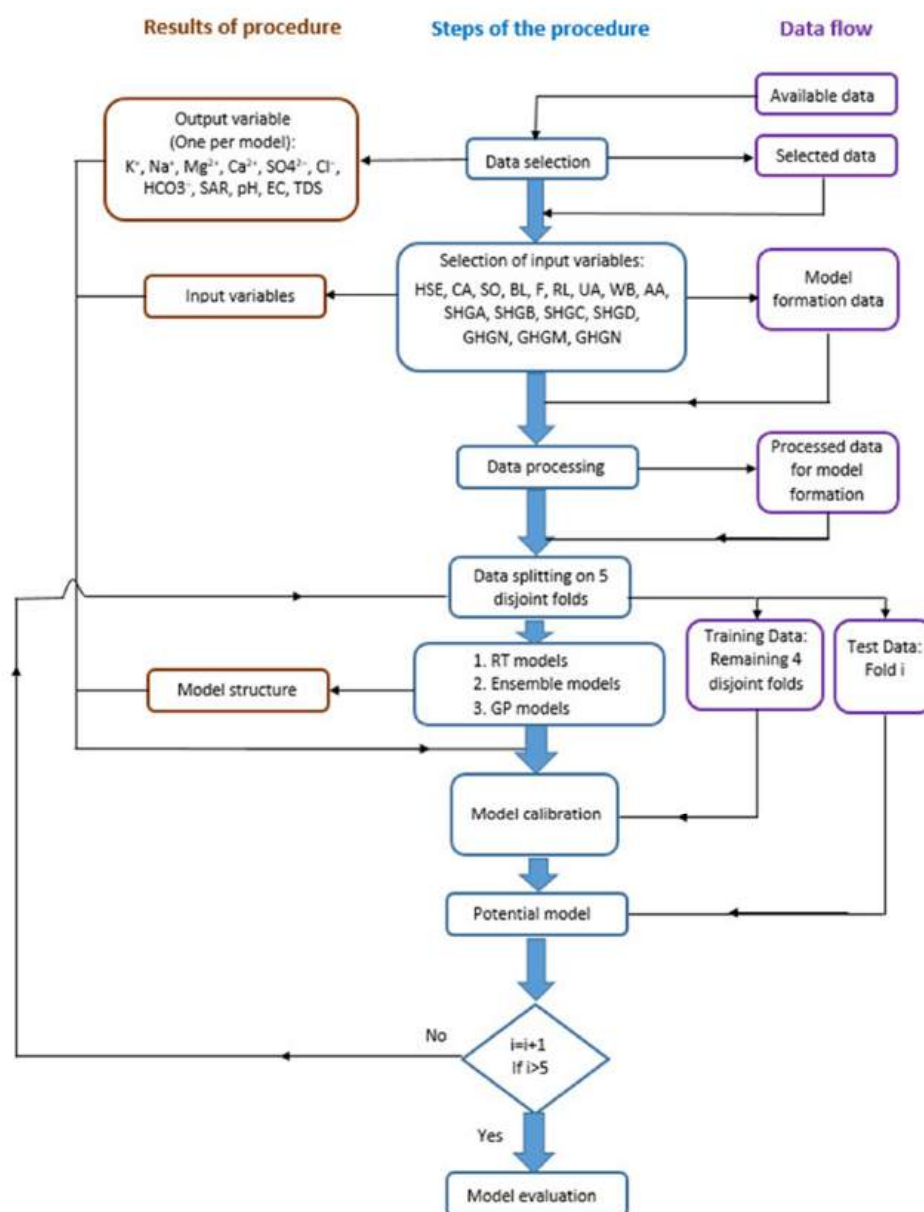 Results of procedure
Steps of the procedure
Data flow
Available data
Output variable
(One per model):
K⁺, Na⁺, Mg²⁺, Ca²⁺, SO4²⁻, Cl⁻,
HCO3⁻, SAR, pH, EC, TDS
Data selection
Selected data
Selection of input variables:
HSE, CA, SO, BL, F, RL, UA, WB, AA,
SHGA, SHGB, SHGC, SHGD,
GHGN, GHGM, GHGN
Input variables
Model
formation data
Data processing
Processed data
for model
formation
Data splitting on 5
disjoint folds
Training Data:
Remaining 4
disjoint folds
Test Data:
Fold i
1. RT models
2. Ensemble models
3. GP models
Model structure
Model calibration
Potential model
No
i=i+1
If i>5
Yes
Model evaluation